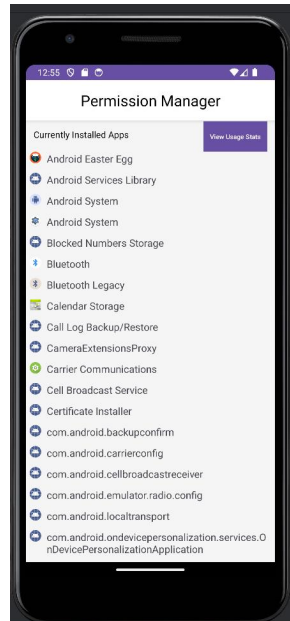 12:55
Permission Manager
Currently Installed Apps
View Usage Stats
Android Easter Egg
Android Services Library
Android System
Android System
Blocked Numbers Storage
Bluetooth
Bluetooth Legacy
Calendar Storage
Call Log Backup/Restore
CameraExtensionsProxy
Carrier Communications
Cell Broadcast Service
Certificate Installer
com.android.backupconfirm
com.android.carrierconfig
com.android.cellbroadcastreceiver
com.android.emulator.radio.config
com.android.localtransport
com.android.ondevicepersonalization.services.O
nDevicePersonalizationApplication